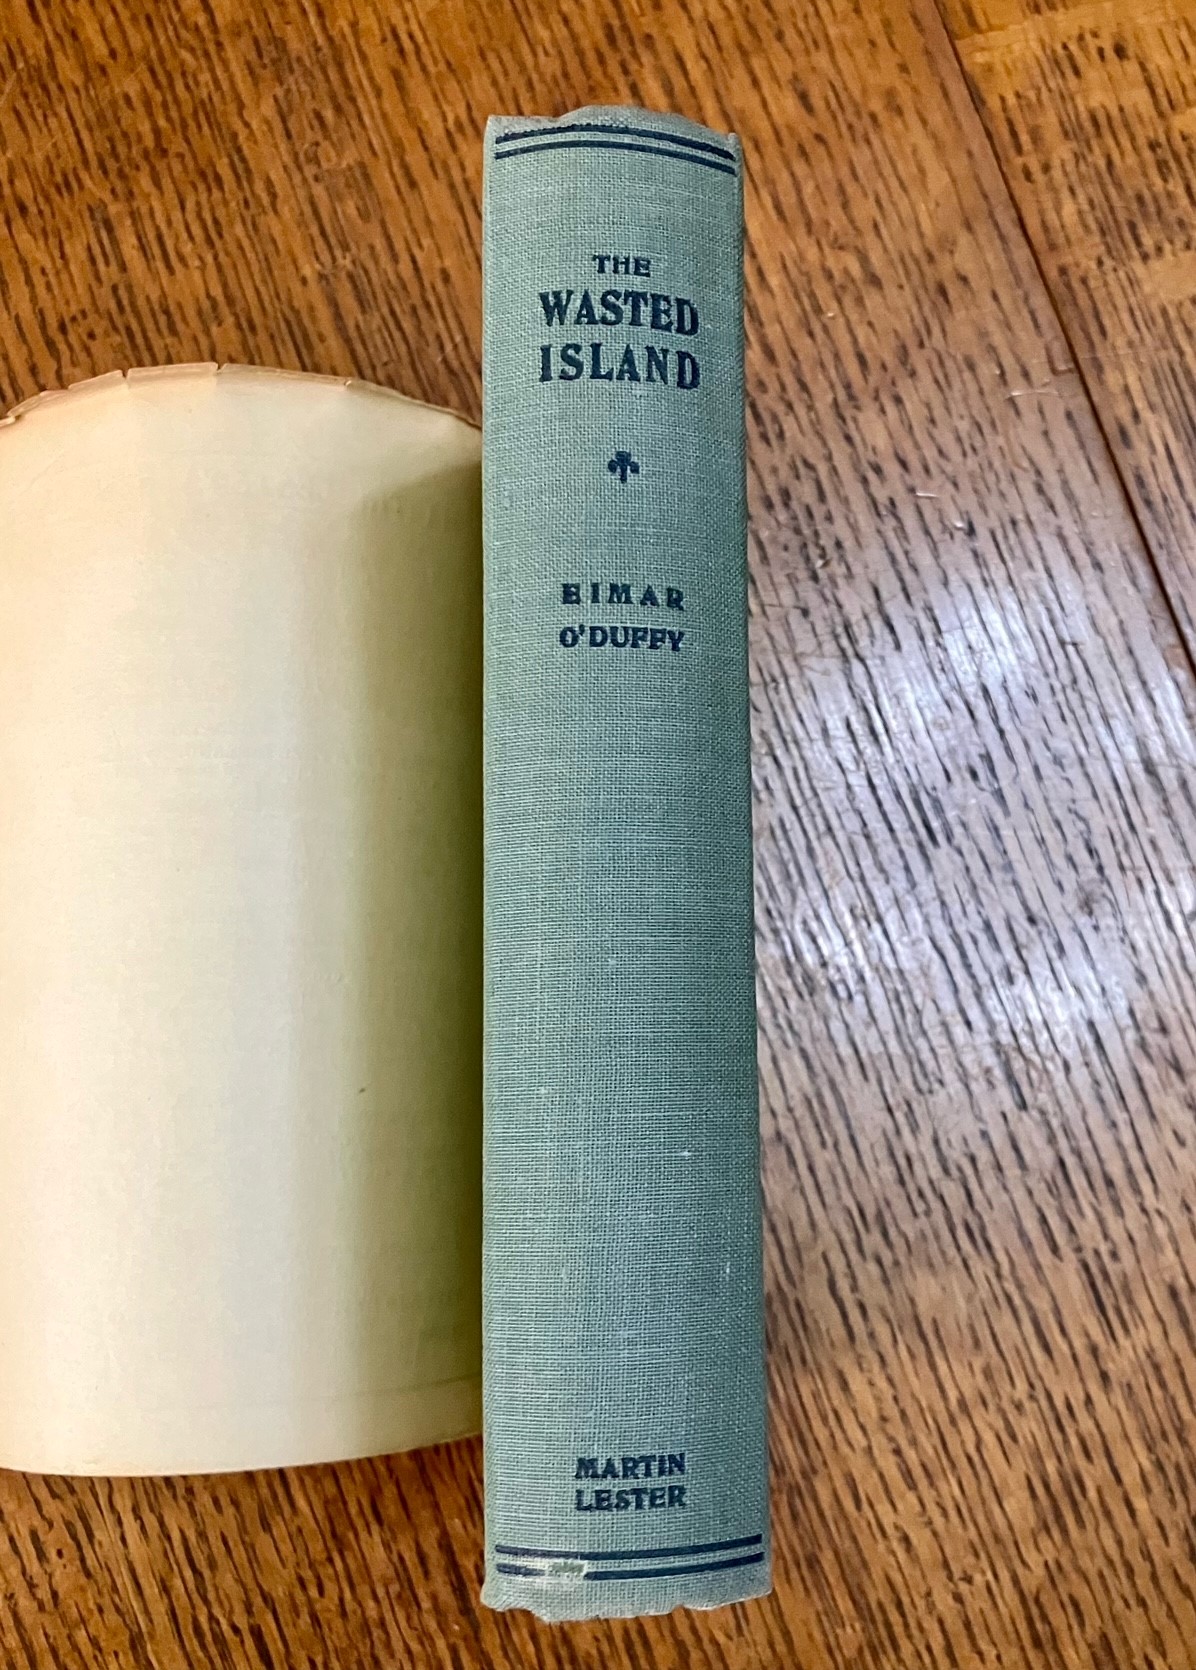 THE
WASTED
ISLAND
EIMAR
O'DUFFY
MARTIN
LESTER